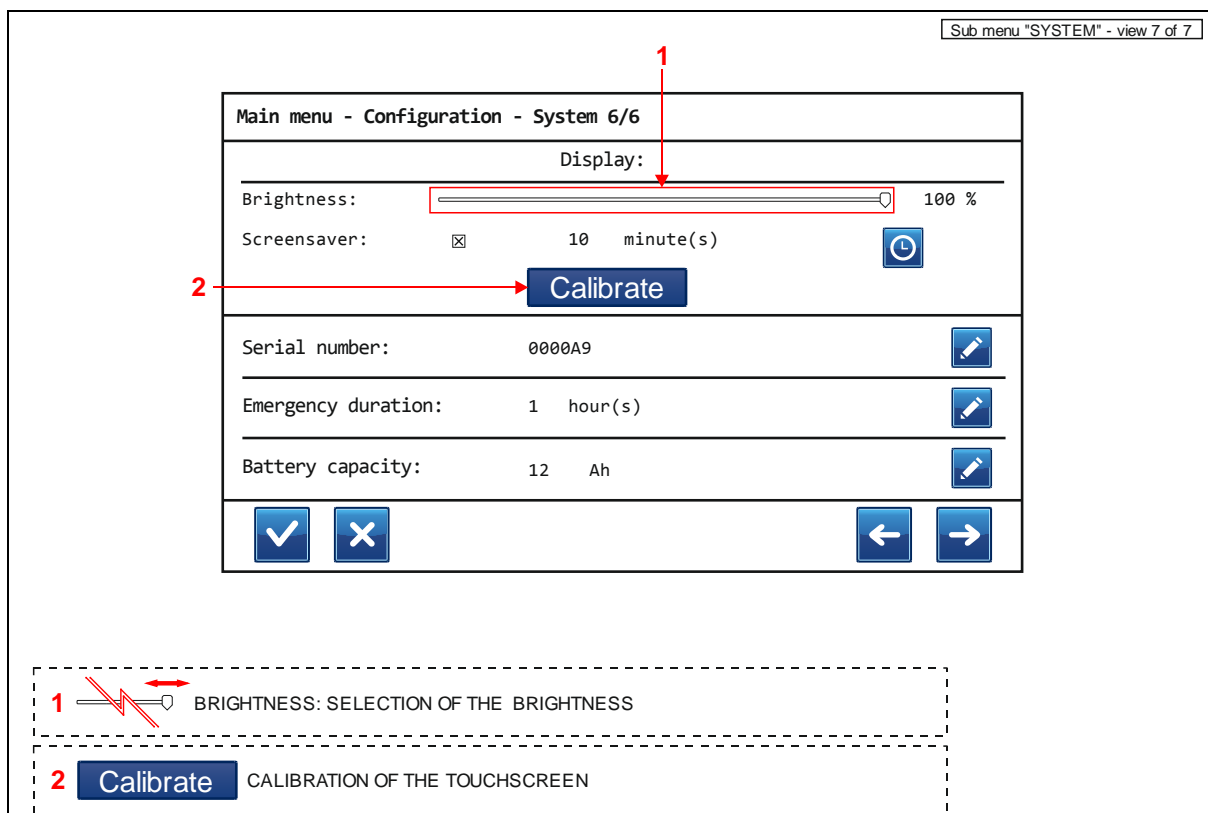 Sub menu "SYSTEM" - view 7 of 7
1
Main menu - Configuration - System 6/6
Display:
Brightness: 100 %
Screensaver: ☒ 10 minute(s)
2 Calibrate
Serial number: 0000A9
Emergency duration: 1 hour(s)
Battery capacity: 12 Ah
1 BRIGHTNESS: SELECTION OF THE BRIGHTNESS
2 Calibrate CALIBRATION OF THE TOUCHSCREEN